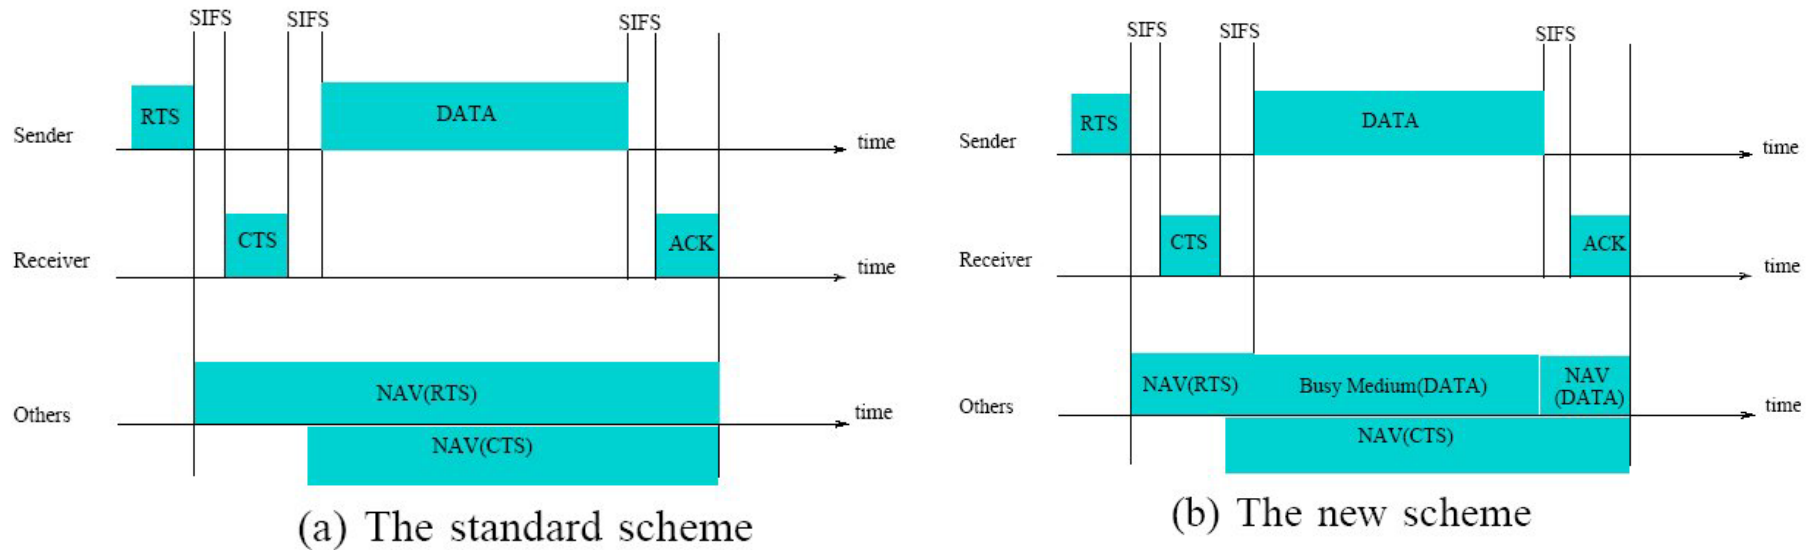 SIFS SIFS SIFS
RTS DATA
Sender time
CTS ACK
Receiver time
NAV(RTS)
Others time
NAV(CTS)
(a) The standard scheme
SIFS SIFS SIFS
RTS DATA
Sender time
CTS ACK
Receiver time
NAV(RTS) Busy Medium(DATA) NAV
(DATA)
Others time
NAV(CTS)
(b) The new scheme